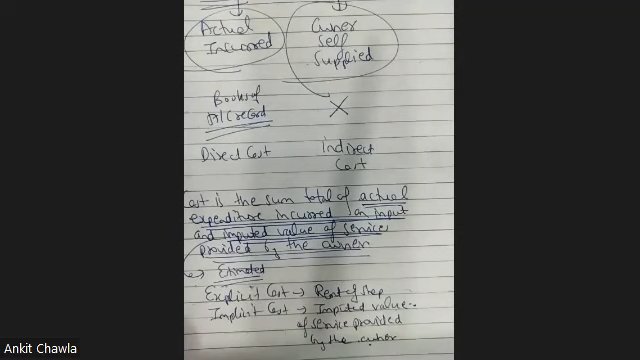 Actual
Incurred
Owner
Self
Supplied
Books of
A/C record
X
Direct Cost
Indirect
Cost
Cost is the sum total of actual
expenditure incurred on input
and imputed value of services
provided by the owner
Estimated
Explicit Cost → Rent of shop
Implicit Cost → Imputed value
of service provided
by the owner
Ankit Chawla